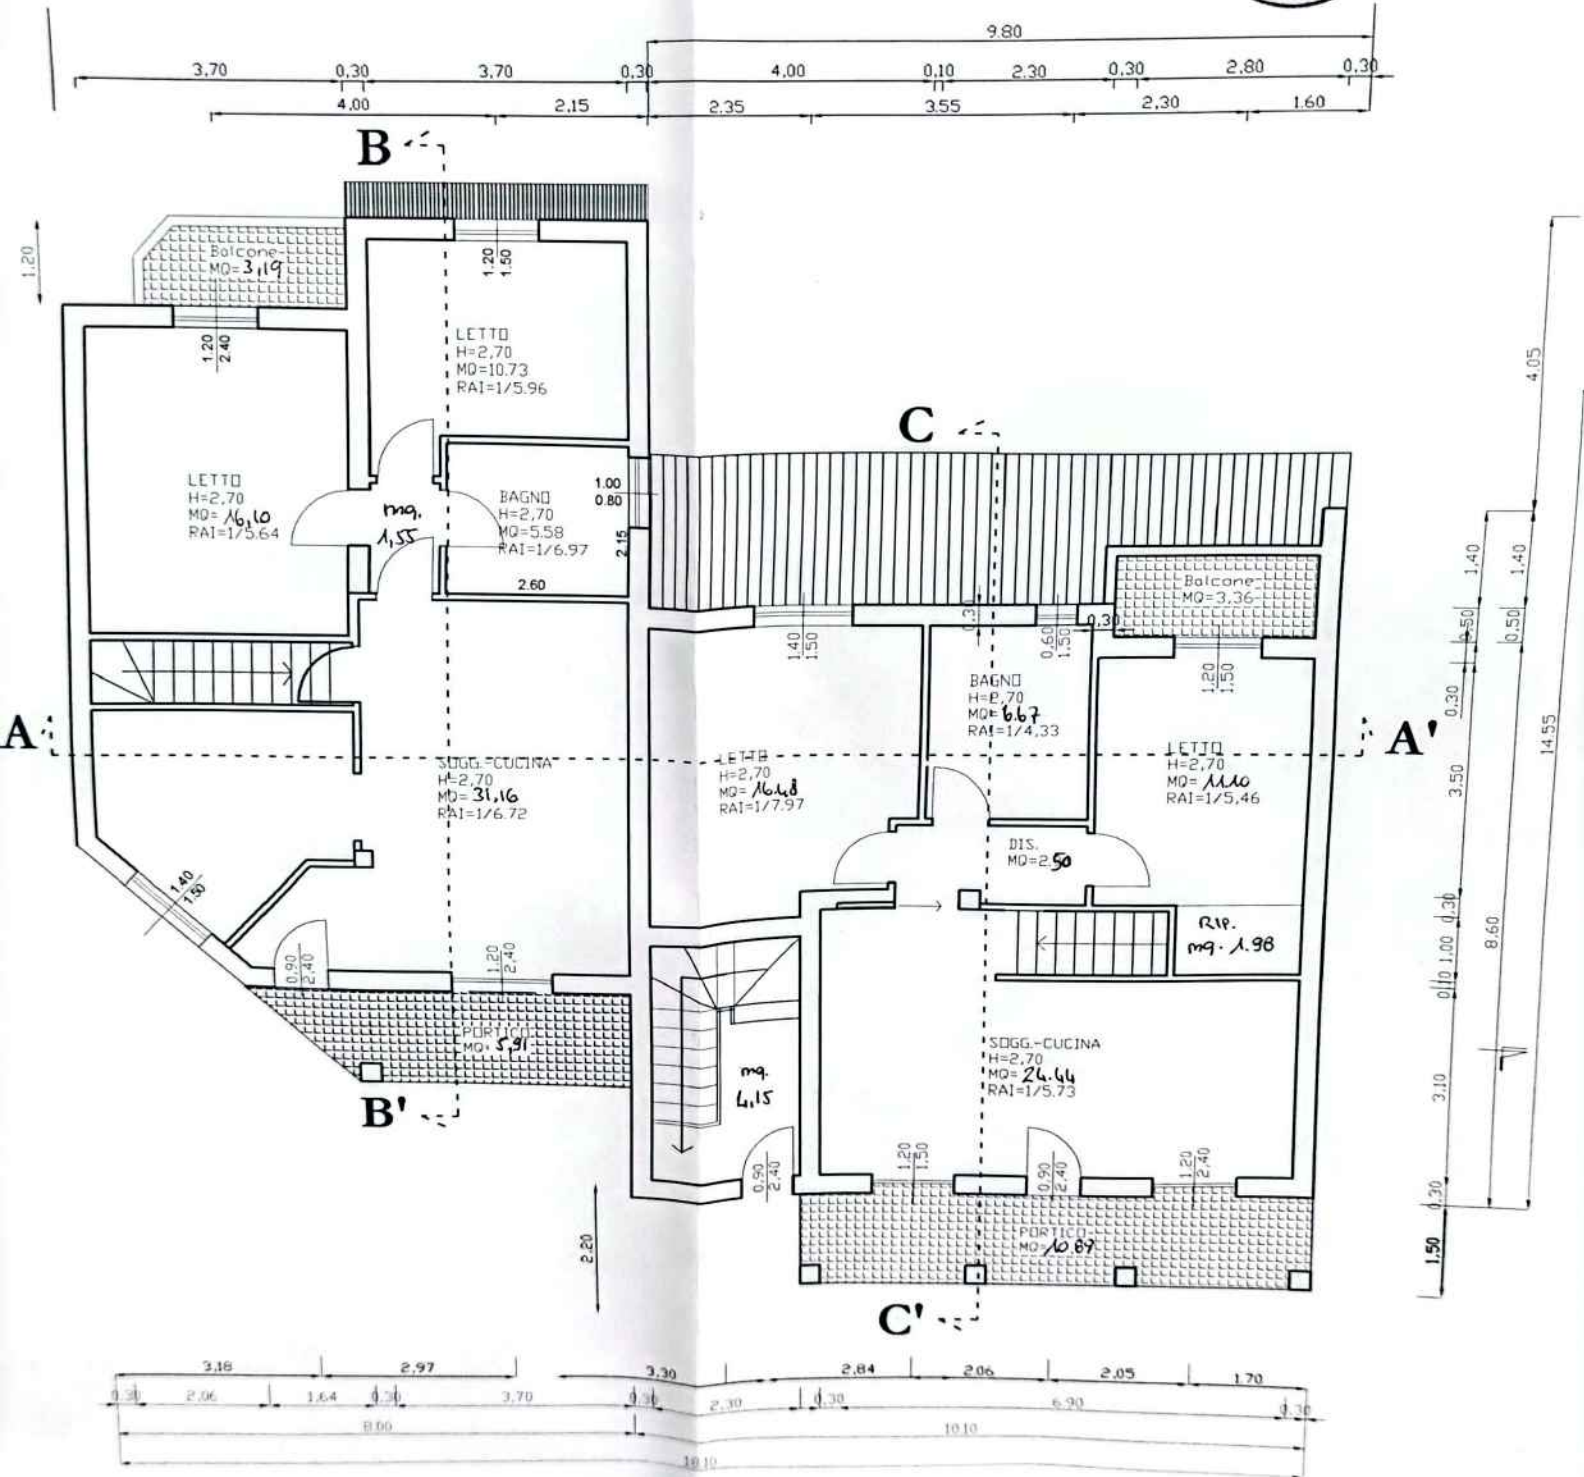 9.80
3.70 0.30 3.70 0.30 4.00 0.10 2.30 0.30 2.80 0.30
4.00 2.15 2.35 3.55 2.30 1.60
B
1.20
Balcone
MQ=3,19
1.20
1.50
1.20
2.40
LETTO
H=2,70
MQ=10.73
RAI=1/5.96
4.05
C
LETTO
H=2,70
MQ=16,10
RAI=1/5.64
mq.
1,55
BAGNO
H=2,70
MQ=5.58
RAI=1/6.97
1.00
0.80
2.15
2.60
Balcone
MQ=3,36
1.40
1.40
0.50
0.50
0.30
1.40
1.50
0.60
1.50
0.30
1.20
1.50
0.30
BAGNO
H=2,70
MQ=6.67
RAI=1/4,33
A
A'
SOGG.-CUCINA
H=2,70
MQ=31,16
RAI=1/6.72
LETTO
H=2,70
MQ=16.48
RAI=1/7.97
LETTO
H=2,70
MQ=11.10
RAI=1/5,46
3.50
14.55
DIS.
MQ=2.50
1.40
1.50
RIP.
mq. 1.98
0.30
1.00
0.10
8.60
0.90
2.40
1.20
2.40
PORTICO
MQ=5,91
mq.
4,15
SOGG.-CUCINA
H=2,70
MQ=24.44
RAI=1/5.73
3.10
B'
0.90
2.40
1.20
1.50
0.90
2.40
1.20
2.40
0.30
2.20
PORTICO
MQ=10.89
1.50
C'
3.18 2.97 3.30 2.84 2.06 2.05 1.70
0.30 2.06 1.64 0.30 3.70 0.30 2.30 0.30 6.90 0.30
8.00 10.10
18.10